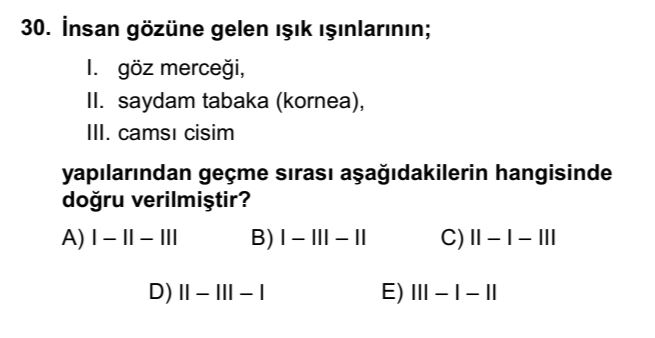 30. İnsan gözüne gelen ışık ışınlarının;
I. göz merceği,
II. saydam tabaka (kornea),
III. camsı cisim
yapılarından geçme sırası aşağıdakilerin hangisinde
doğru verilmiştir?
A) I – II – III B) I – III – II C) II – I – III
D) II – III – I E) III – I – II